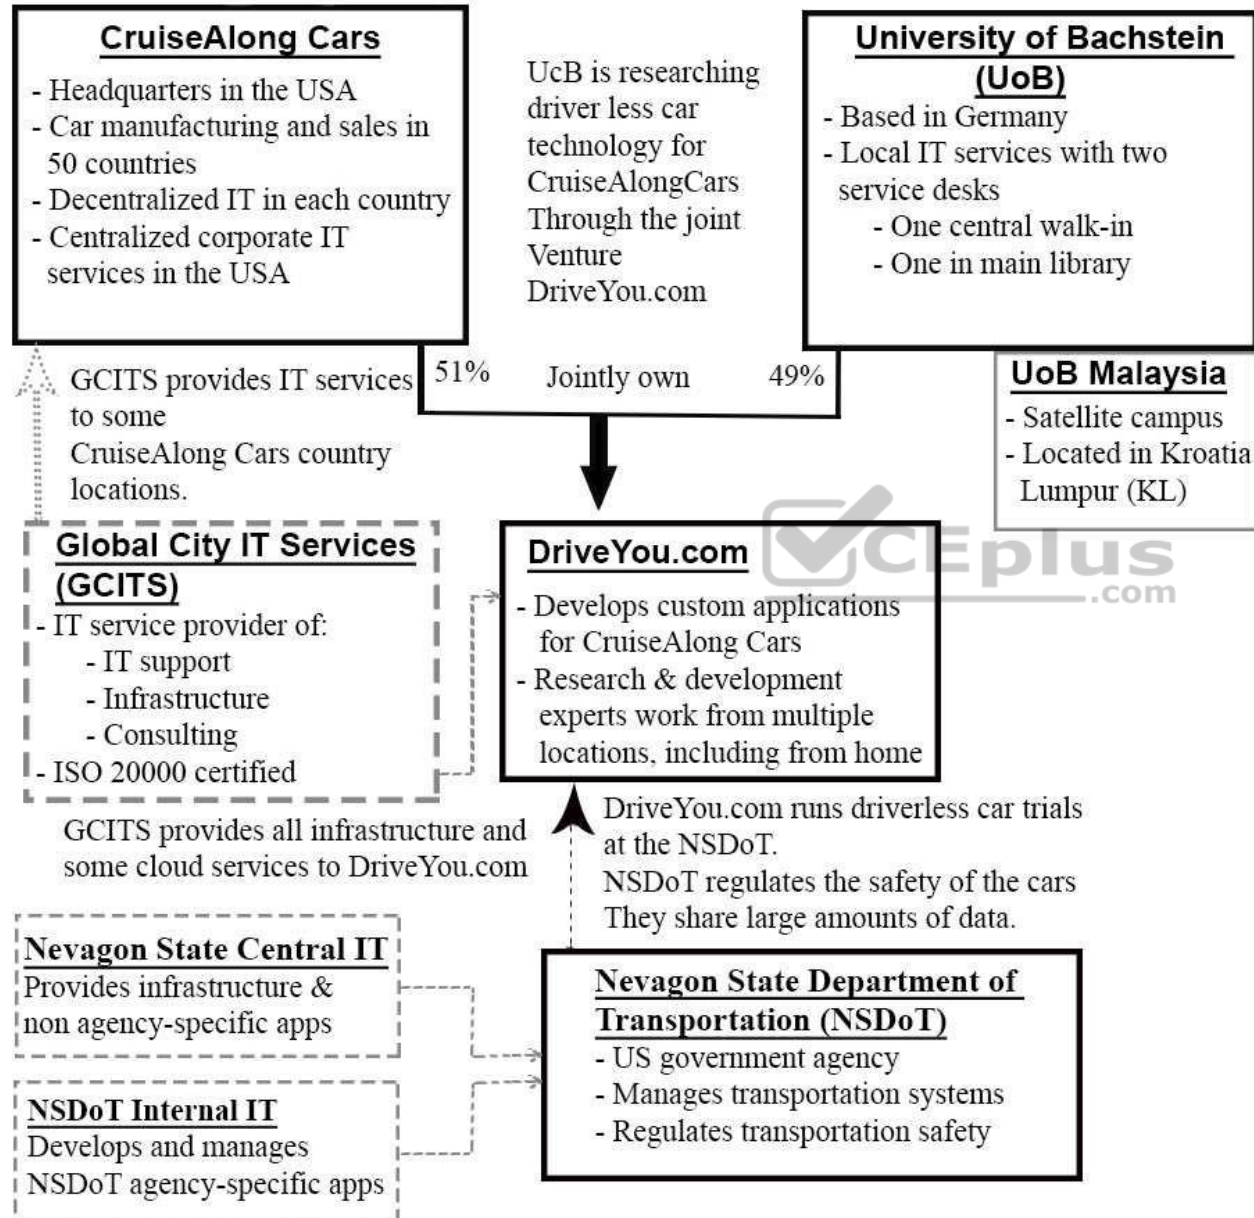 CruiseAlong Cars
- Headquarters in the USA
- Car manufacturing and sales in
50 countries
- Decentralized IT in each country
- Centralized corporate IT
services in the USA
UcB is researching
driver less car
technology for
CruiseAlongCars
Through the joint
Venture
DriveYou.com
University of Bachstein
(UoB)
- Based in Germany
- Local IT services with two
service desks
- One central walk-in
- One in main library
51% Jointly own 49%
UoB Malaysia
- Satellite campus
- Located in Kroatia
Lumpur (KL)
GCITS provides IT services
to some
CruiseAlong Cars country
locations.
Global City IT Services
(GCITS)
- IT service provider of:
- IT support
- Infrastructure
- Consulting
- ISO 20000 certified
DriveYou.com
- Develops custom applications
for CruiseAlong Cars
- Research & development
experts work from multiple
locations, including from home
CEplus
.com
GCITS provides all infrastructure and
some cloud services to DriveYou.com
DriveYou.com runs driverless car trials
at the NSDoT.
NSDoT regulates the safety of the cars
They share large amounts of data.
Nevagon State Central IT
Provides infrastructure &
non agency-specific apps
NSDoT Internal IT
Develops and manages
NSDoT agency-specific apps
Nevagon State Department of
Transportation (NSDoT)
- US government agency
- Manages transportation systems
- Regulates transportation safety